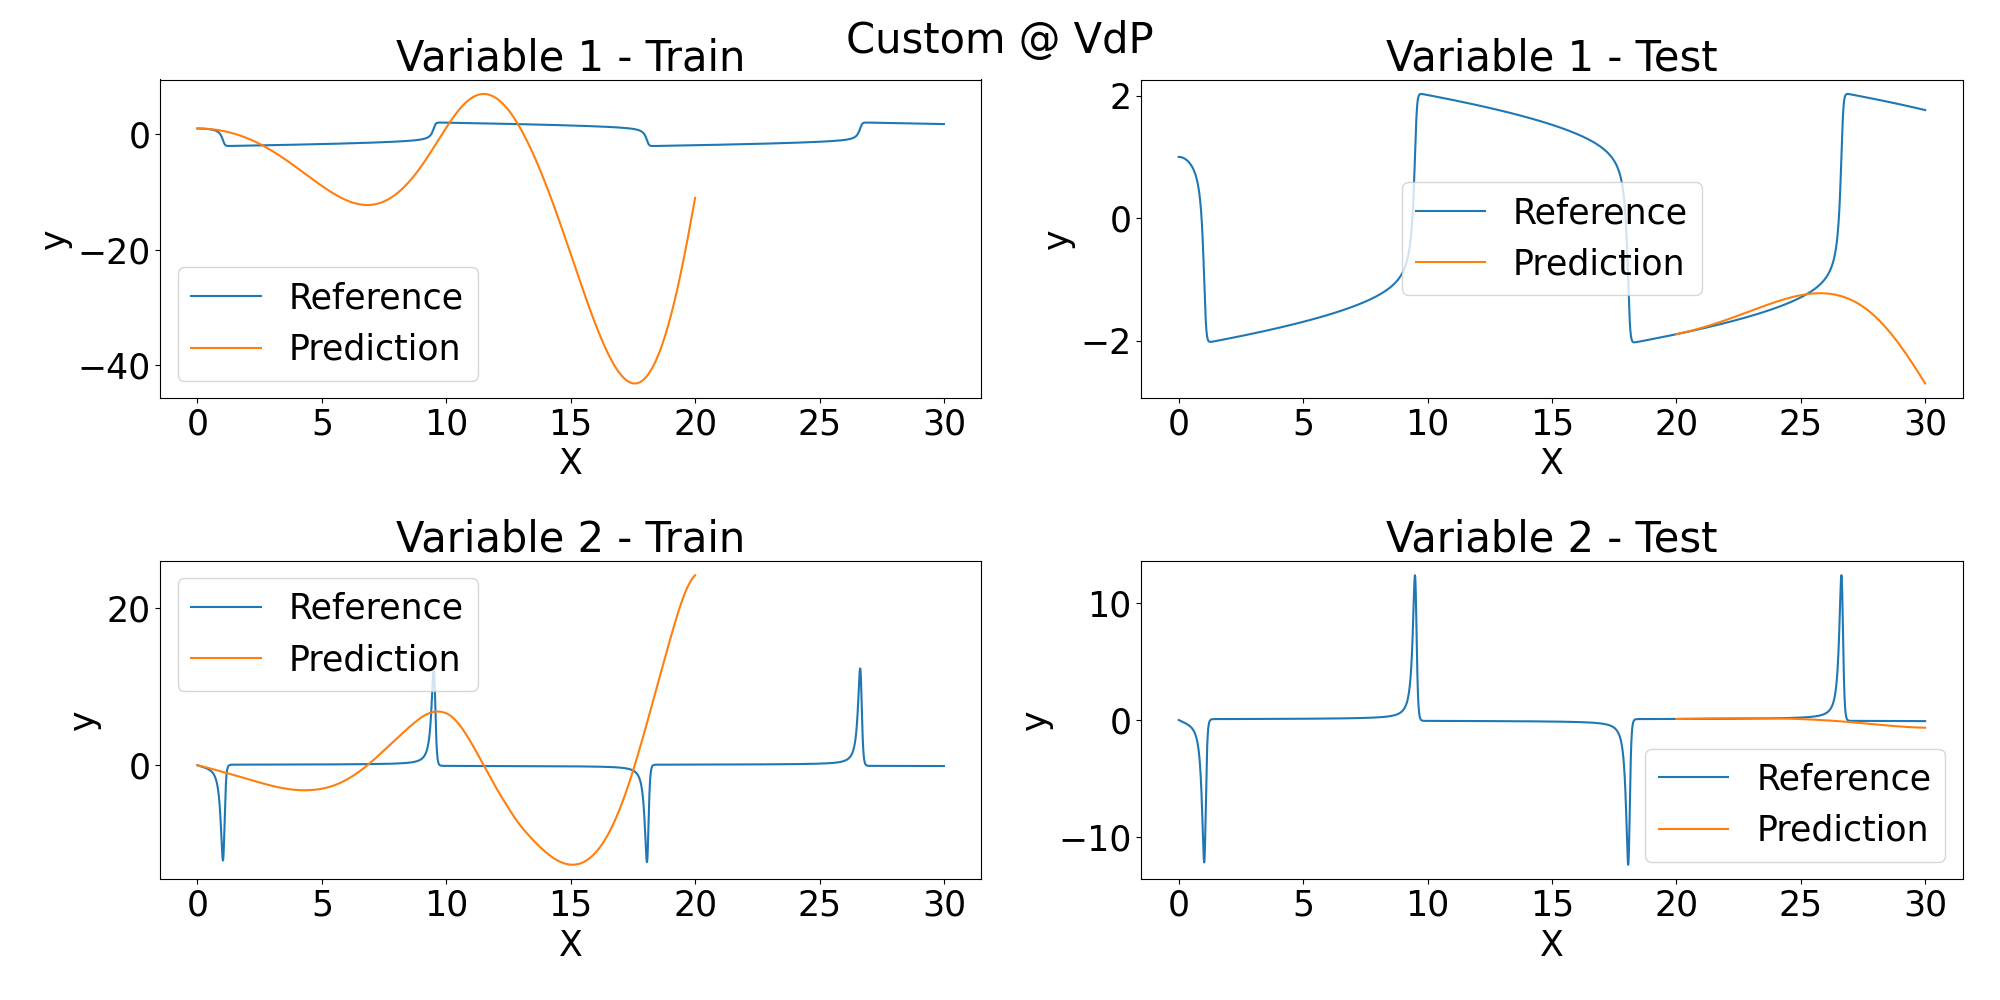 Custom @ VdP
Variable 1 - Train
0
−20
−40
y
Reference
Prediction
0 5 10 15 20 25 30
X
Variable 1 - Test
2
0
−2
y
Reference
Prediction
0 5 10 15 20 25 30
X
Variable 2 - Train
20
0
y
Reference
Prediction
0 5 10 15 20 25 30
X
Variable 2 - Test
10
0
−10
y
Reference
Prediction
0 5 10 15 20 25 30
X